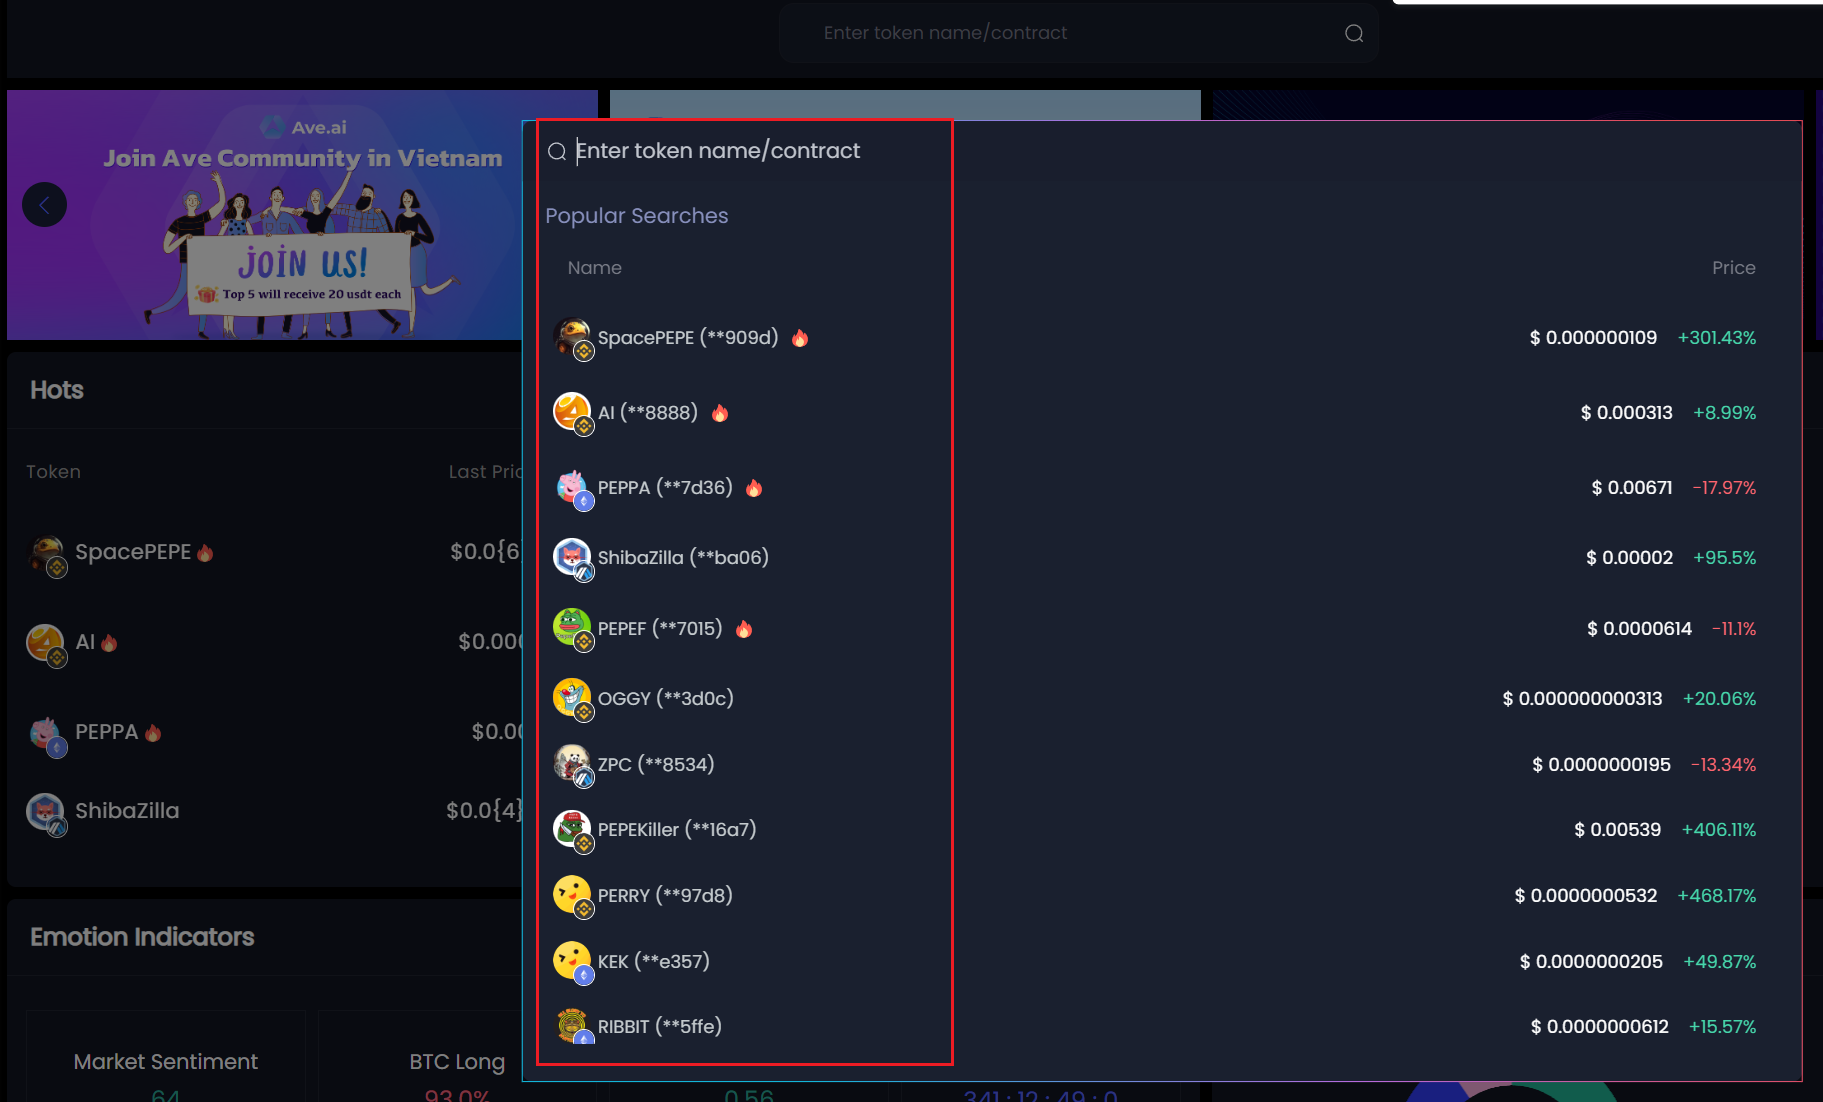 Enter token name/contract
Ave.ai
Join Ave Community in Vietnam
JOIN US!
Top 5 will receive 20 usdt each
Enter token name/contract
Popular Searches
Name Price
SpacePEPE (**909d) $ 0.000000109 +301.43%
AI (**8888) $ 0.000313 +8.99%
PEPPA (**7d36) $ 0.00671 -17.97%
ShibaZilla (**ba06) $ 0.00002 +95.5%
PEPEF (**7015) $ 0.0000614 -11.1%
OGGY (**3d0c) $ 0.000000000313 +20.06%
ZPC (**8534) $ 0.0000000195 -13.34%
PEPEKiller (**16a7) $ 0.00539 +406.11%
PERRY (**97d8) $ 0.0000000532 +468.17%
KEK (**e357) $ 0.0000000205 +49.87%
RIBBIT (**5ffe) $ 0.0000000612 +15.57%
Hots
Token Last Pric
SpacePEPE $0.0{6
AI $0.00
PEPPA $0.0
ShibaZilla $0.0{4}
Emotion Indicators
Market Sentiment BTC Long
64 93.0% 0.56 341 : 12 : 49 : 0